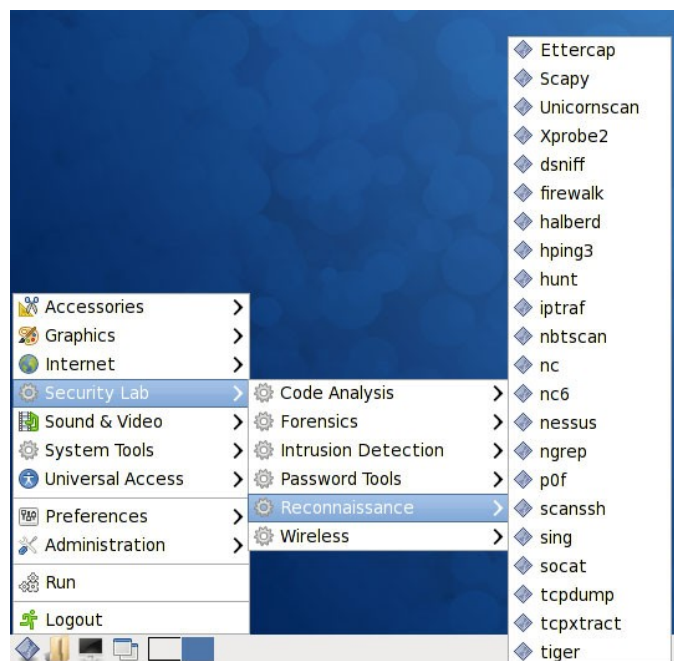 Accessories
Graphics
Internet
Security Lab
Sound & Video
System Tools
Universal Access
Preferences
Administration
Run
Logout
Code Analysis
Forensics
Intrusion Detection
Password Tools
Reconnaissance
Wireless
Ettercap
Scapy
Unicornscan
Xprobe2
dsniff
firewalk
halberd
hping3
hunt
iptraf
nbtscan
nc
nc6
nessus
ngrep
p0f
scanssh
sing
socat
tcpdump
tcpxtract
tiger